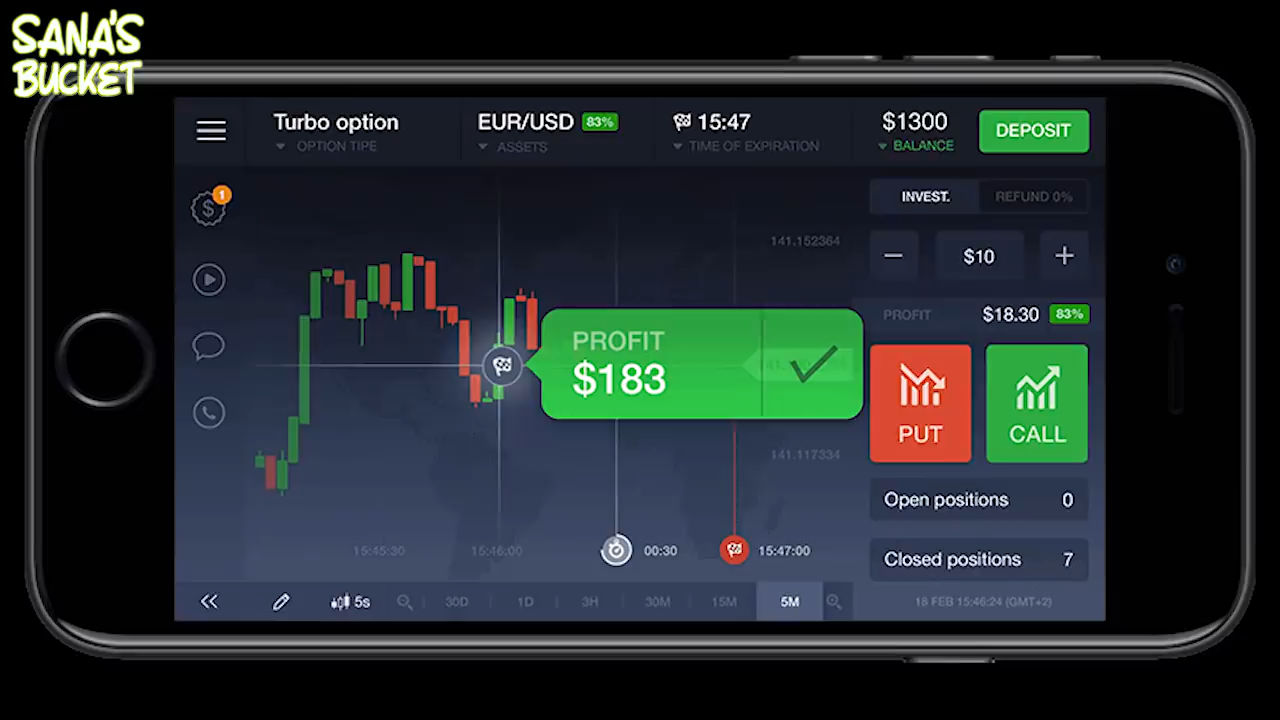 SANA'S
BUCKET
Turbo option
OPTION TIPE
EUR/USD 83%
ASSETS
15:47
TIME OF EXPIRATION
$1300
BALANCE
DEPOSIT
$ 1
INVEST.
REFUND 0%
$10
PROFIT $18.30 83%
141.152364
PROFIT
$183
PUT
CALL
141.117334
Open positions 0
Closed positions 7
15:45:30
15:46:00
00:30
15:47:00
5s
30D
1D
3H
30M
15M
5M
18 FEB 15:46:24 (GMT+2)